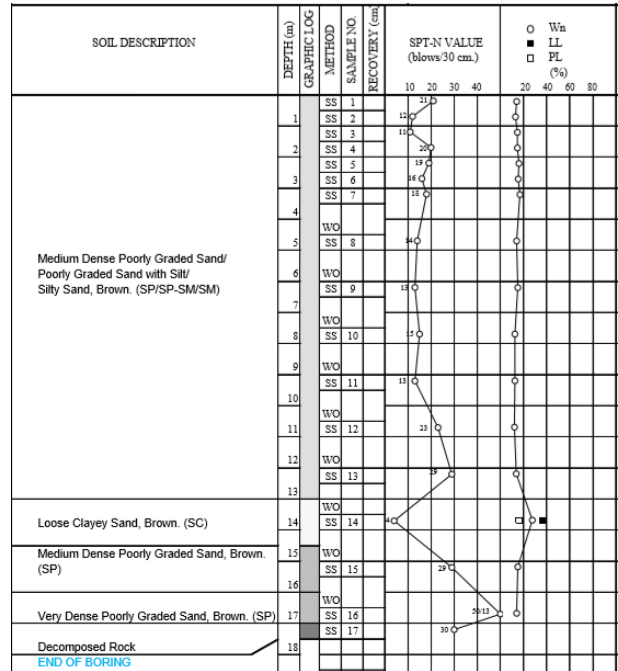 SOIL DESCRIPTION
DEPTH (m)
GRAPHIC LOG
METHOD
SAMPLE NO.
RECOVERY (cm)
SPT-N VALUE
(blows/30 cm.)
Wn
LL
PL
(%)
10 20 30 40
20 40 60 80
SS 1 21
1 SS 2 12
SS 3 11
2 SS 4 20
SS 5 19
3 SS 6 16
SS 7 18
4
WO
5 SS 8 14
Medium Dense Poorly Graded Sand/
Poorly Graded Sand with Silt/
Silty Sand, Brown. (SP/SP-SM/SM)
6 WO
SS 9 13
7
WO
8 SS 10 15
9 WO
SS 11 13
10
WO
11 SS 12 23
12 WO
SS 13 29
13
WO
Loose Clayey Sand, Brown. (SC) 14 SS 14 4
Medium Dense Poorly Graded Sand, Brown. 15 WO
(SP) SS 15 29
16
WO
Very Dense Poorly Graded Sand, Brown. (SP) 17 SS 16 50/13
SS 17 30
Decomposed Rock 18
END OF BORING